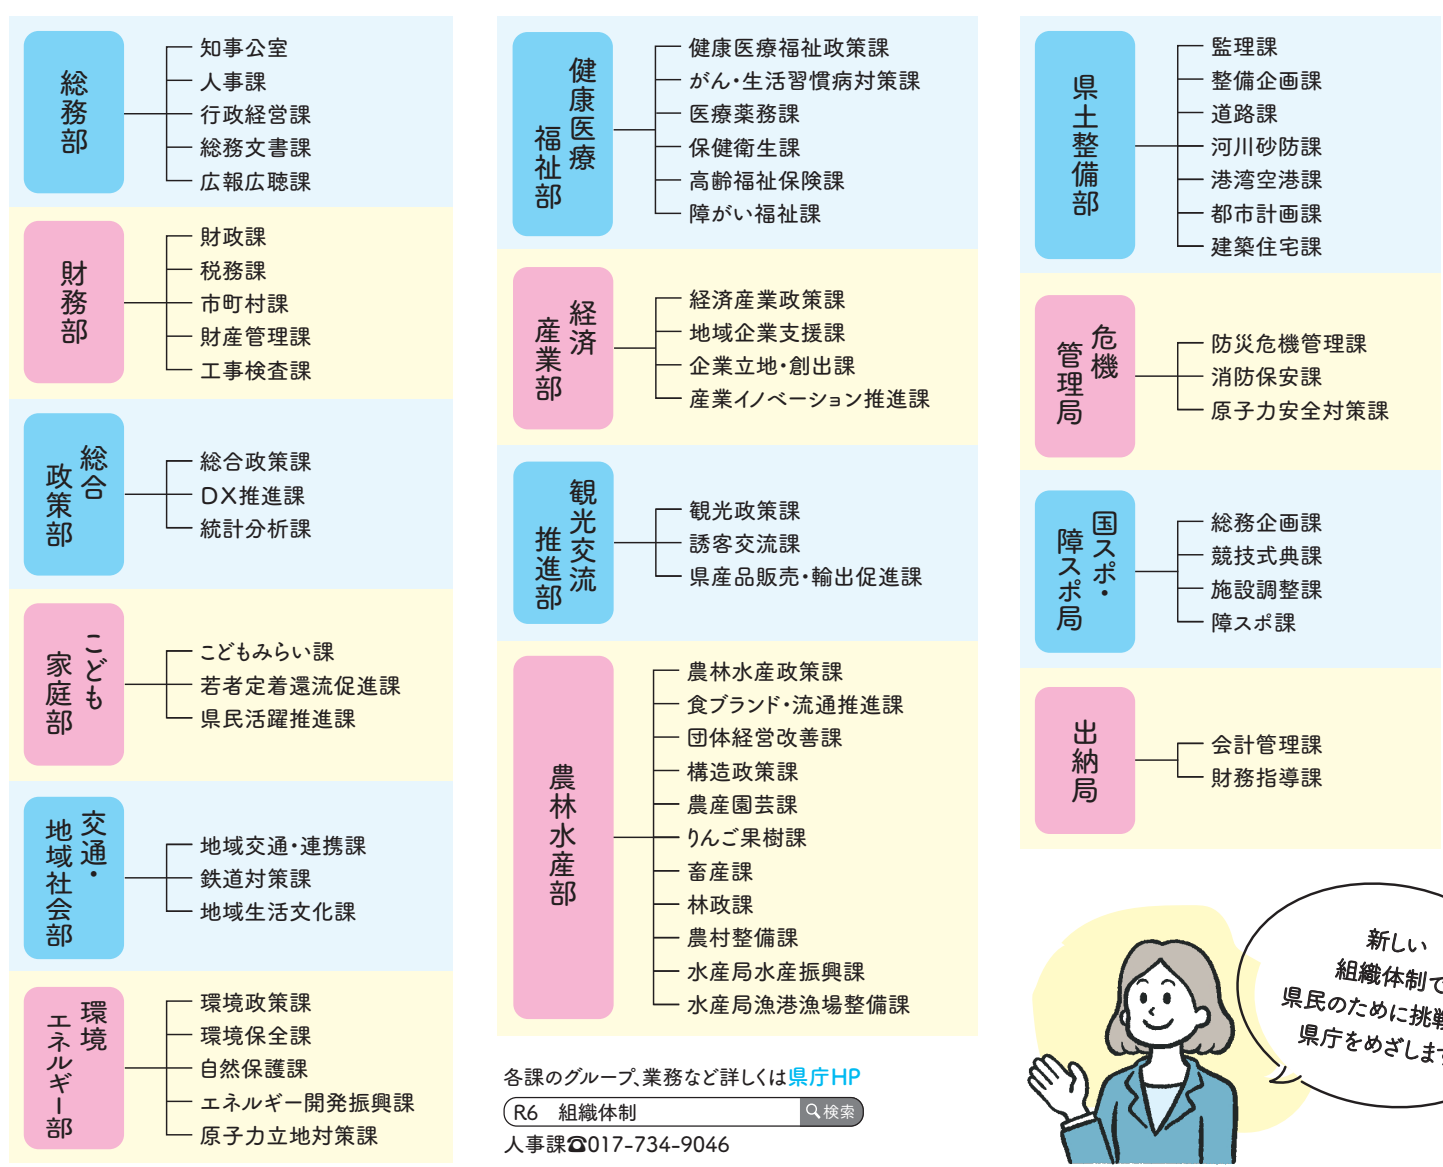 総務部
知事公室
人事課
行政経営課
総務文書課
広報広聴課
財務部
財政課
税務課
市町村課
財産管理課
工事検査課
総合
政策部
総合政策課
DX推進課
統計分析課
こども
家庭部
こどもみらい課
若者定着還流促進課
県民活躍推進課
交通・
地域社会部
地域交通・連携課
鉄道対策課
地域生活文化課
環境
エネルギー部
環境政策課
環境保全課
自然保護課
エネルギー開発振興課
原子力立地対策課
健康医療
福祉部
健康医療福祉政策課
がん・生活習慣病対策課
医療薬務課
保健衛生課
高齢福祉保険課
障がい福祉課
経済
産業部
経済産業政策課
地域企業支援課
企業立地・創出課
産業イノベーション推進課
観光交流
推進部
観光政策課
誘客交流課
県産品販売・輸出促進課
農林水産部
農林水産政策課
食ブランド・流通推進課
団体経営改善課
構造政策課
農産園芸課
りんご果樹課
畜産課
林政課
農村整備課
水産局水産振興課
水産局漁港漁場整備課
各課のグループ、業務など詳しくは県庁HP
R6 組織体制 検索
人事課☎017-734-9046
県土整備部
監理課
整備企画課
道路課
河川砂防課
港湾空港課
都市計画課
建築住宅課
危機
管理局
防災危機管理課
消防保安課
原子力安全対策課
国スポ・
障スポ局
総務企画課
競技式典課
施設調整課
障スポ課
出納局
会計管理課
財務指導課
新しい
組織体制で
県民のために挑戦
県庁をめざします